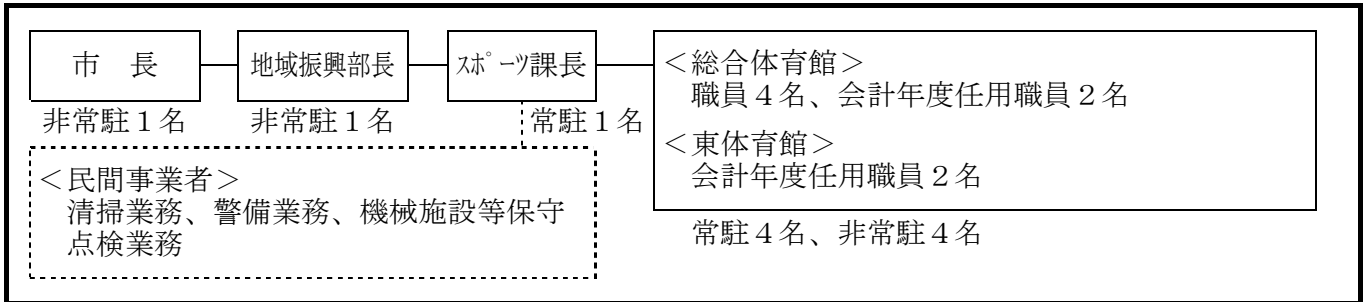 市　長
地域振興部長
ｽﾎﾟｰﾂ課長
非常駐１名
非常駐１名
常駐１名
＜総合体育館＞
職員４名、会計年度任用職員２名
＜東体育館＞
会計年度任用職員２名
常駐４名、非常駐４名
＜民間事業者＞
清掃業務、警備業務、機械施設等保守
点検業務